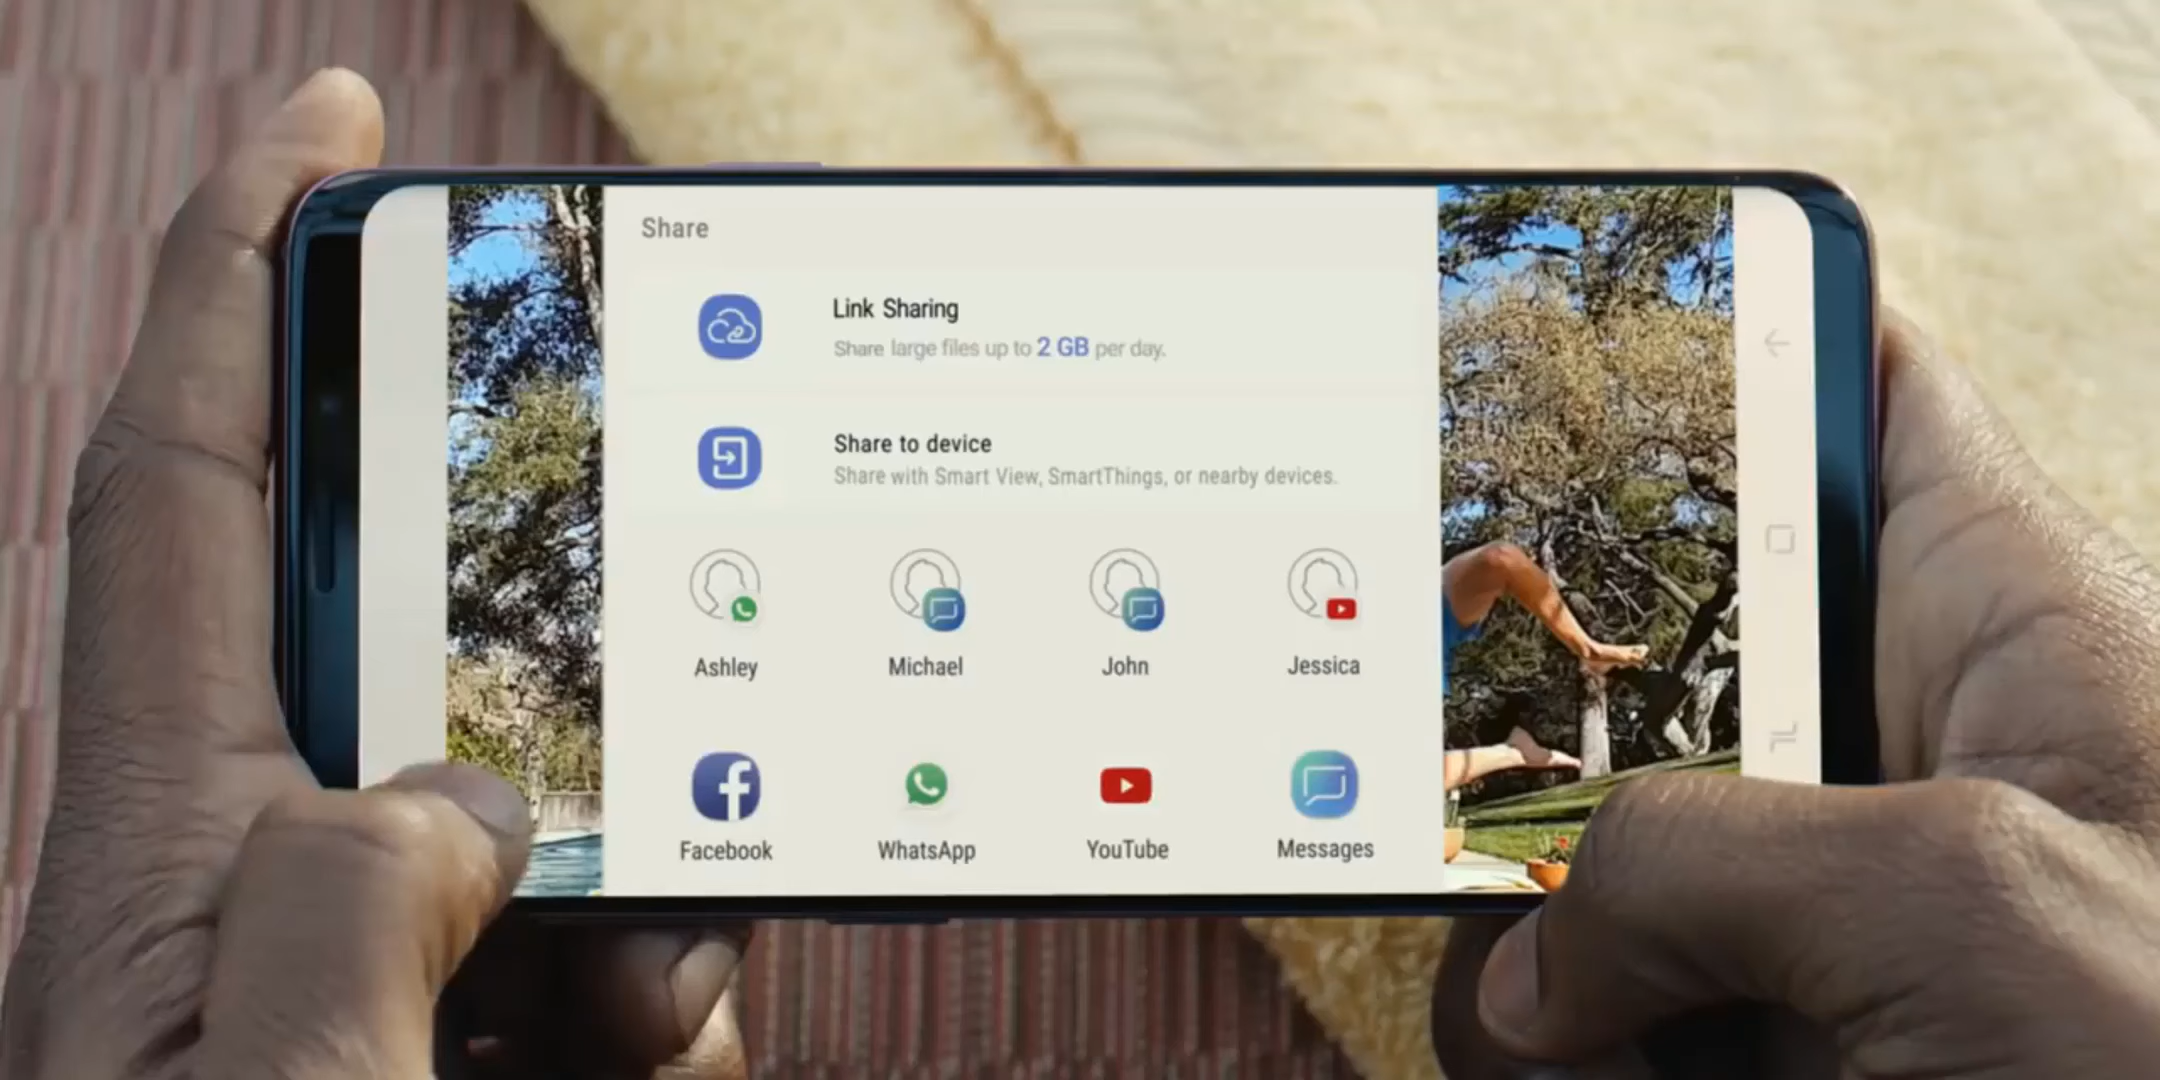 Share
Link Sharing
Share large files up to 2 GB per day.
Share to device
Share with Smart View, SmartThings, or nearby devices.
Ashley Michael John Jessica
Facebook WhatsApp YouTube Messages